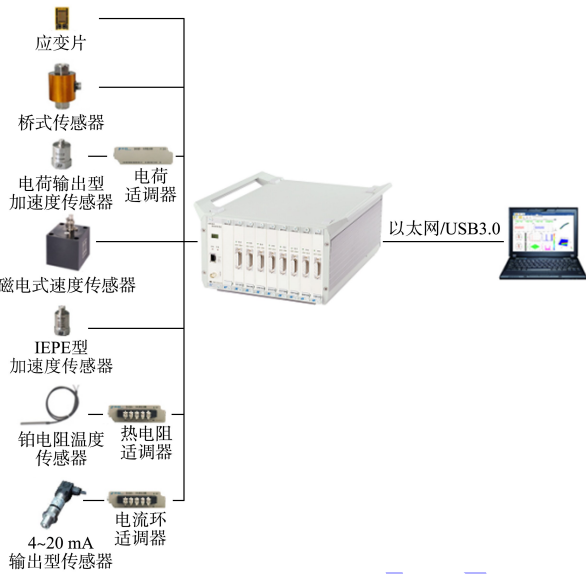 应变片
桥式传感器
电荷输出型
加速度传感器
电荷
适调器
磁电式速度传感器
IEPE型
加速度传感器
铂电阻温度
传感器
热电阻
适调器
4~20 mA
输出型传感器
电流环
适调器
以太网/USB3.0